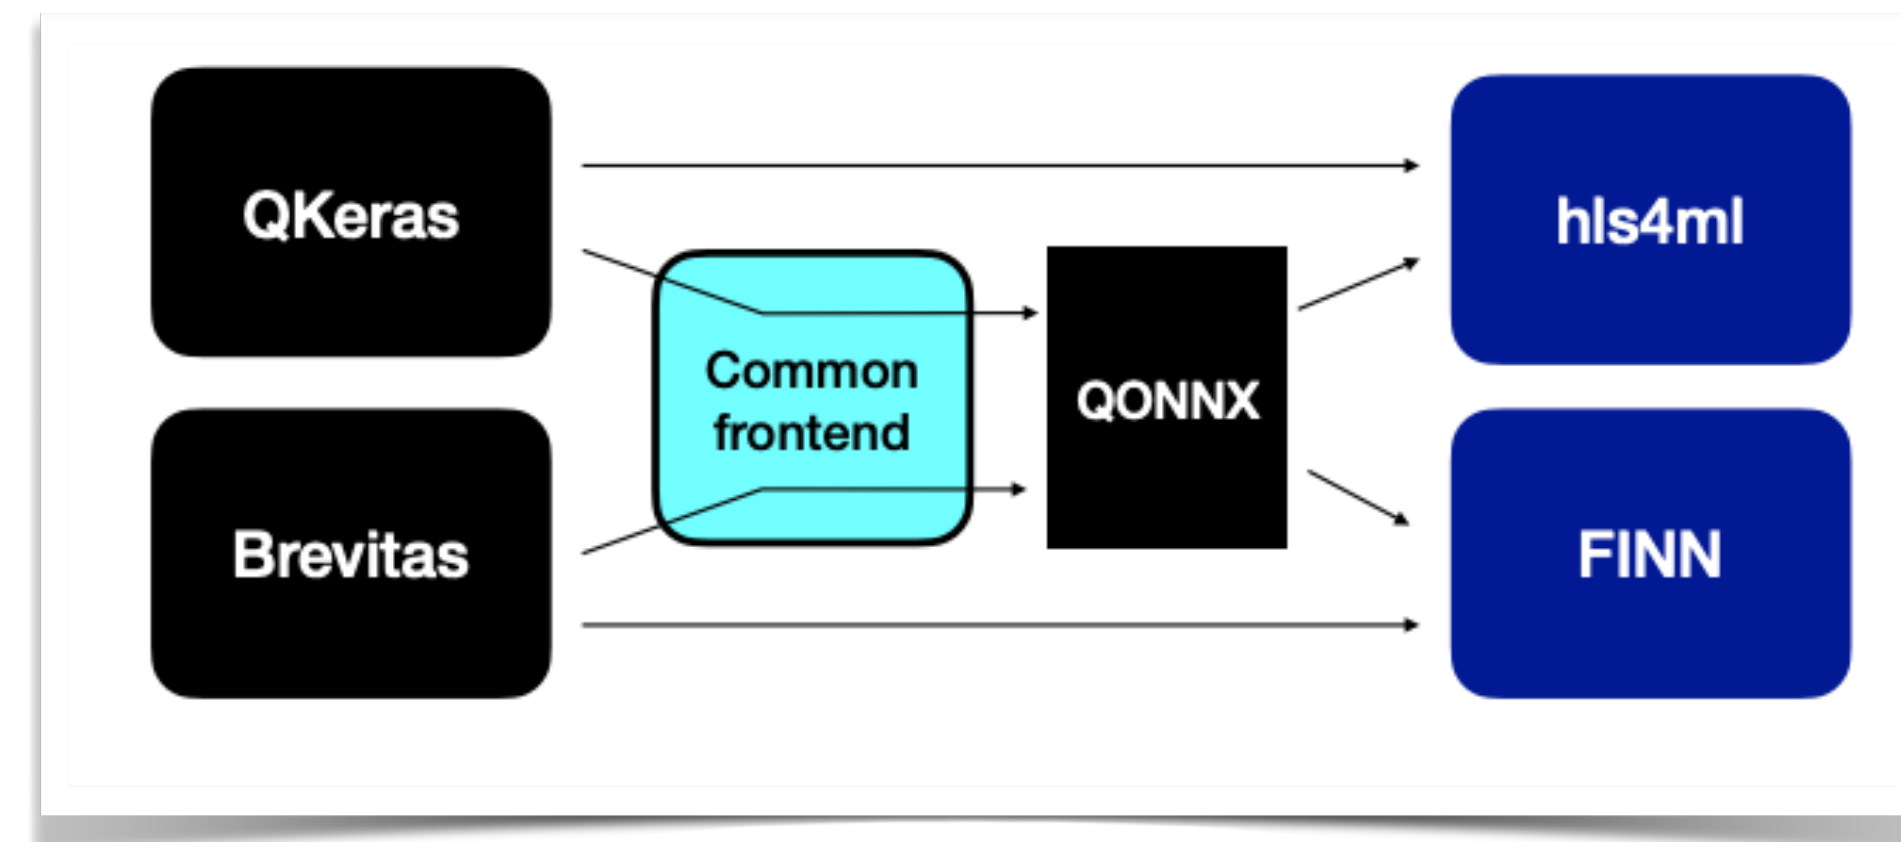 QKeras
hls4ml
Common
frontend
QONNX
Brevitas
FINN